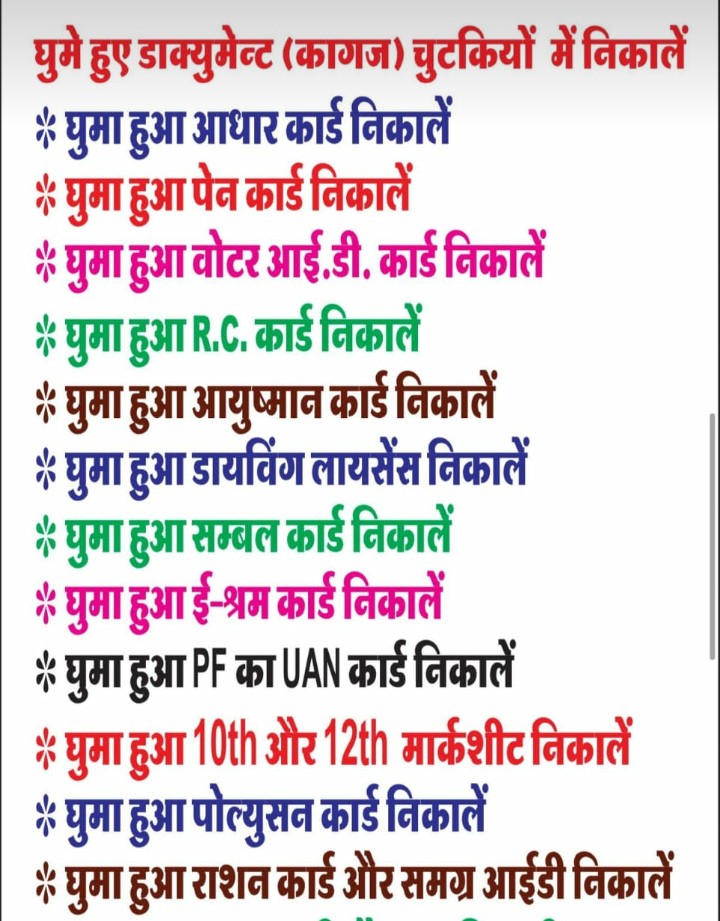 घुमे हुए डाक्युमेन्ट (कागज) चुटकियों में निकालें
* घुमा हुआ आधार कार्ड निकालें
* घुमा हुआ पेन कार्ड निकालें
* घुमा हुआ वोटर आई.डी. कार्ड निकालें
* घुमा हुआ R.C. कार्ड निकालें
* घुमा हुआ आयुष्मान कार्ड निकालें
* घुमा हुआ डायविंग लायसेंस निकालें
* घुमा हुआ सम्बल कार्ड निकालें
* घुमा हुआ ई-श्रम कार्ड निकालें
* घुमा हुआ PF का UAN कार्ड निकालें
* घुमा हुआ 10th और 12th मार्कशीट निकालें
* घुमा हुआ पोल्युसन कार्ड निकालें
* घुमा हुआ राशन कार्ड और समग्र आईडी निकालें